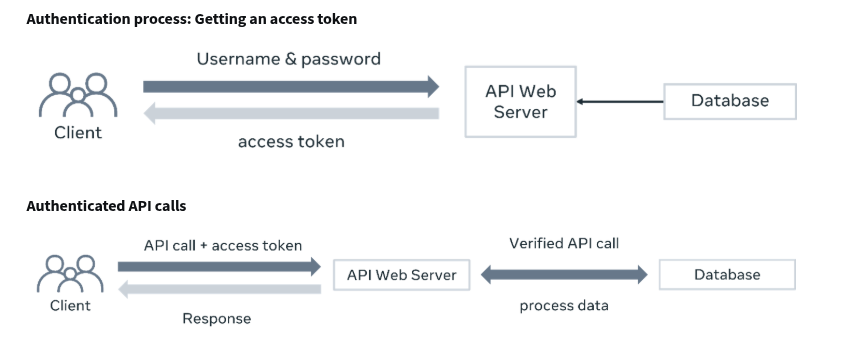 Authentication process: Getting an access token
Username & password
API Web
Server
Database
Client
access token
Authenticated API calls
API call + access token
Verified API call
API Web Server
Database
Client
process data
Response